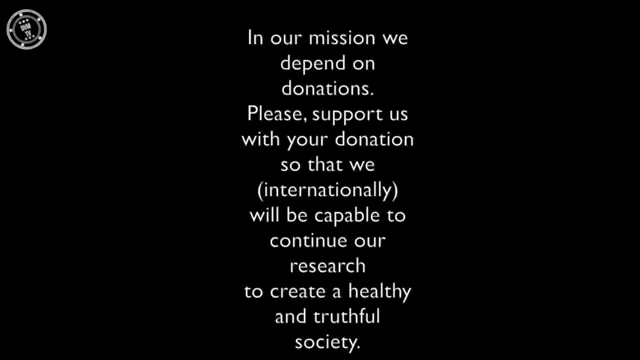 In our mission we
depend on
donations.
Please, support us
with your donation
so that we
(internationally)
will be capable to
continue our
research
to create a healthy
and truthful
society.